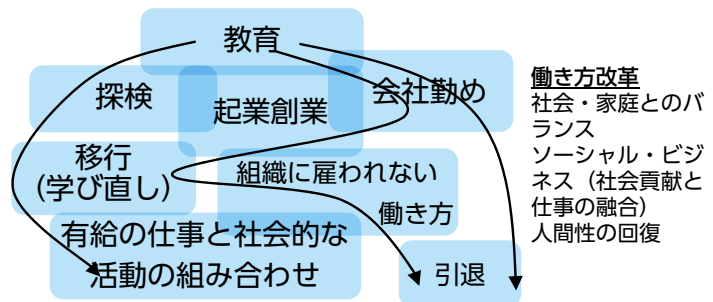 教育
探検
起業創業
会社勤め
移行
(学び直し)
組織に雇われない
働き方
有給の仕事と社会的な
活動の組み合わせ
引退
働き方改革
社会・家庭とのバ
ランス
ソーシャル・ビジ
ネス（社会貢献と
仕事の融合）
人間性の回復